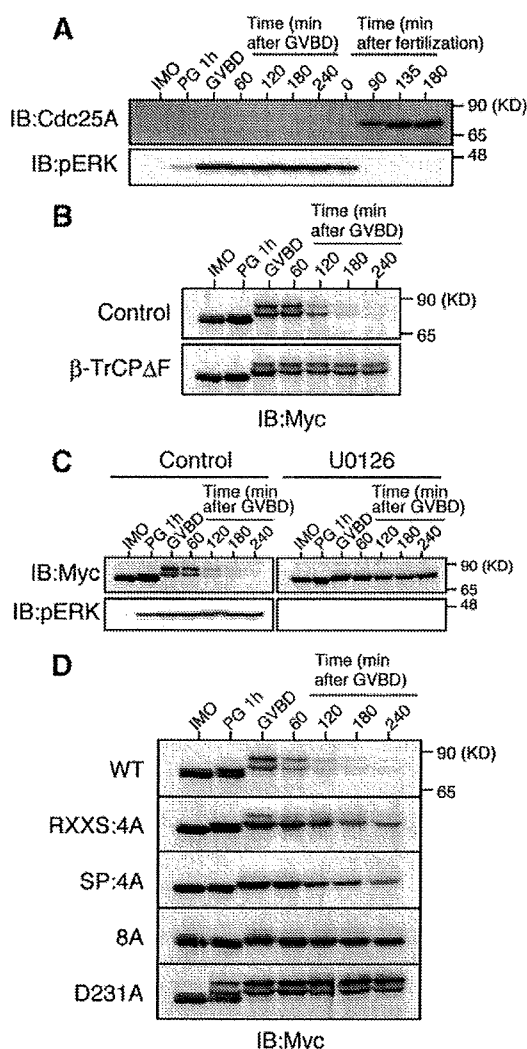 A
Time (min after GVBD)
Time (min after fertilization)
IMO PG 1h GVBD 60 120 180 240 0 90 135 180
IB:Cdc25A
90 (KD)
65
IB:pERK
48
B
Time (min after GVBD)
IMO PG 1h GVBD 60 120 180 240
Control
90 (KD)
65
β-TrCPΔF
IB:Myc
C
Control U0126
Time (min after GVBD)
Time (min after GVBD)
IMO PG 1h GVBD 60 120 180 240
IMO PG 1h GVBD 60 120 180 240
IB:Myc
90 (KD)
65
IB:pERK
48
D
Time (min after GVBD)
IMO PG 1h GVBD 60 120 180 240
WT
90 (KD)
65
RXXS:4A
SP:4A
8A
D231A
IB:Myc